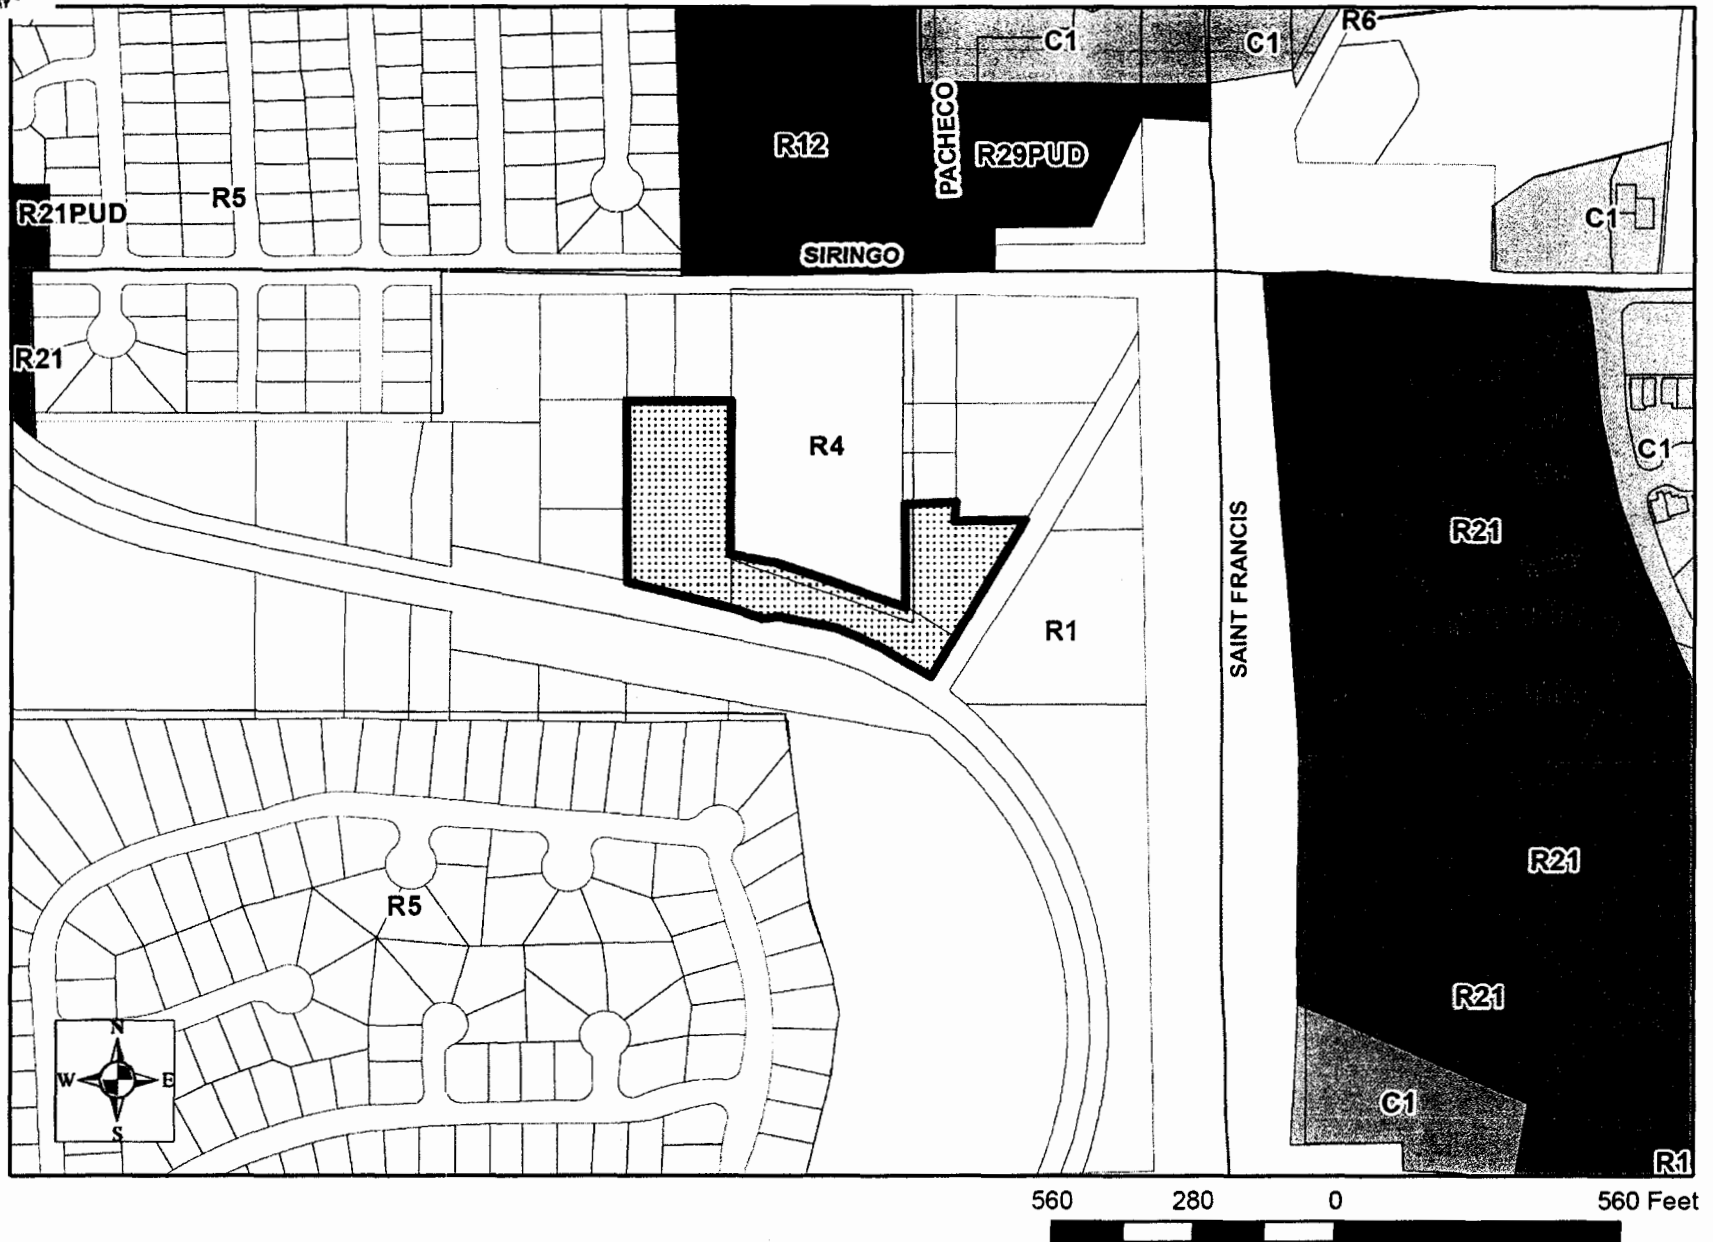 C1
C1
R6
R12
PACHECO
R29PUD
R5
R21PUD
C1
SIRINGO
R21
R4
C1
SAINT FRANCIS
R21
R1
R21
R5
R21
N
W E
S
C1
R1
560 280 0 560 Feet